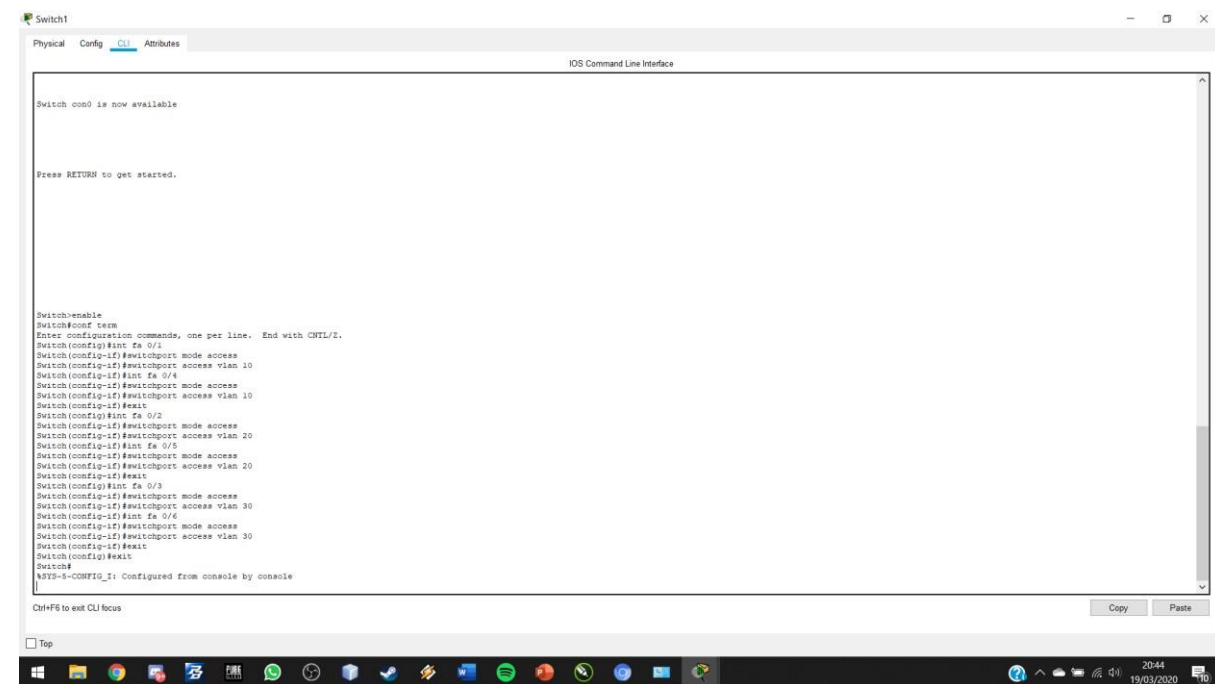 Switch1
Physical Config CLI Attributes
IOS Command Line Interface
Switch con0 is now available
Press RETURN to get started.
Switch>enable
Switch#conf term
Enter configuration commands, one per line.  End with CNTL/Z.
Switch(config)#int fa 0/1
Switch(config-if)#switchport mode access
Switch(config-if)#switchport access vlan 10
Switch(config-if)#int fa 0/4
Switch(config-if)#switchport mode access
Switch(config-if)#switchport access vlan 10
Switch(config-if)#exit
Switch(config)#int fa 0/2
Switch(config-if)#switchport mode access
Switch(config-if)#switchport access vlan 20
Switch(config-if)#int fa 0/5
Switch(config-if)#switchport mode access
Switch(config-if)#switchport access vlan 20
Switch(config-if)#exit
Switch(config)#int fa 0/3
Switch(config-if)#switchport mode access
Switch(config-if)#switchport access vlan 30
Switch(config-if)#int fa 0/6
Switch(config-if)#switchport mode access
Switch(config-if)#switchport access vlan 30
Switch(config-if)#exit
Switch(config)#exit
Switch#
%SYS-5-CONFIG_I: Configured from console by console
Ctrl+F6 to exit CLI focus
Copy Paste
Top
20:44
19/03/2020